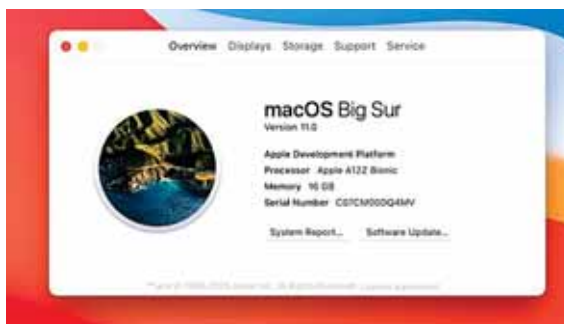 Overview Displays Storage Support Service
macOS Big Sur
Version 11.0
Apple Development Platform
Processor Apple A12Z Bionic
Memory 16 GB
Serial Number
System Report...
Software Update...